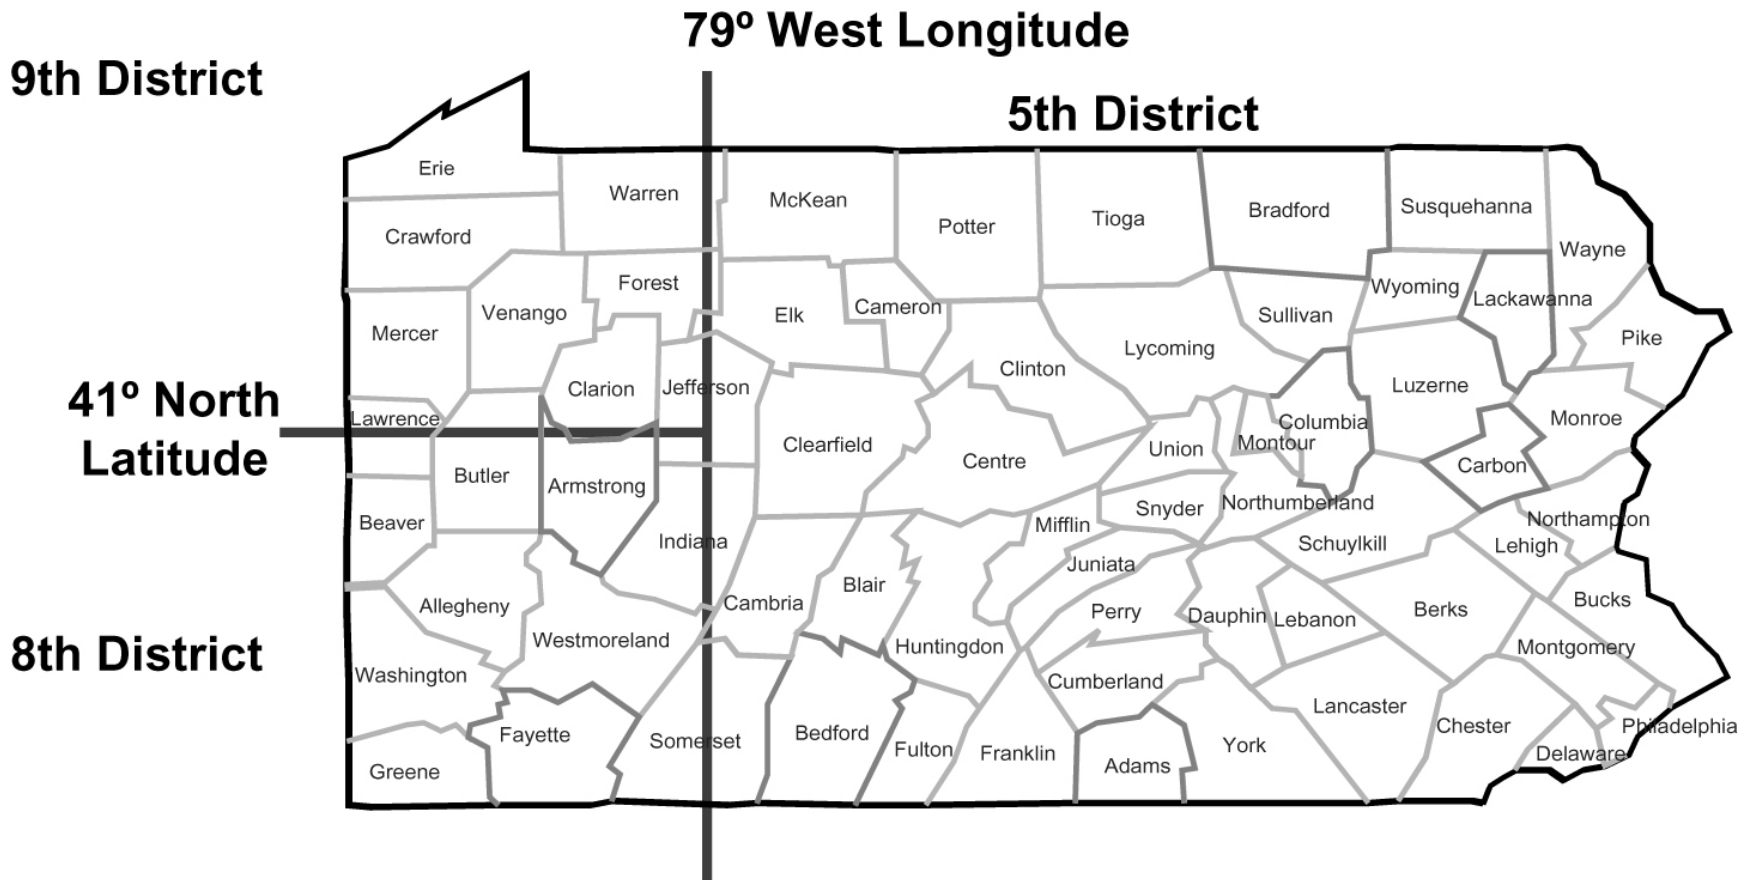 79º West Longitude
9th District
5th District
Erie
Warren
McKean
Potter
Tioga
Bradford
Susquehanna
Wayne
Crawford
Forest
Venango
Elk
Cameron
Sullivan
Wyoming
Lackawanna
Mercer
Pike
Clinton
Lycoming
Clarion
Jefferson
Luzerne
41º North
Latitude
Lawrence
Clearfield
Centre
Union
Montour
Columbia
Monroe
Butler
Armstrong
Carbon
Snyder
Northumberland
Beaver
Indiana
Mifflin
Northampton
Schuylkill
Lehigh
Juniata
Blair
Allegheny
Cambria
Perry
Dauphin
Lebanon
Berks
Bucks
8th District
Westmoreland
Huntingdon
Montgomery
Washington
Cumberland
Lancaster
Chester
Philadelphia
Fayette
Somerset
Bedford
Fulton
Franklin
Adams
York
Delaware
Greene